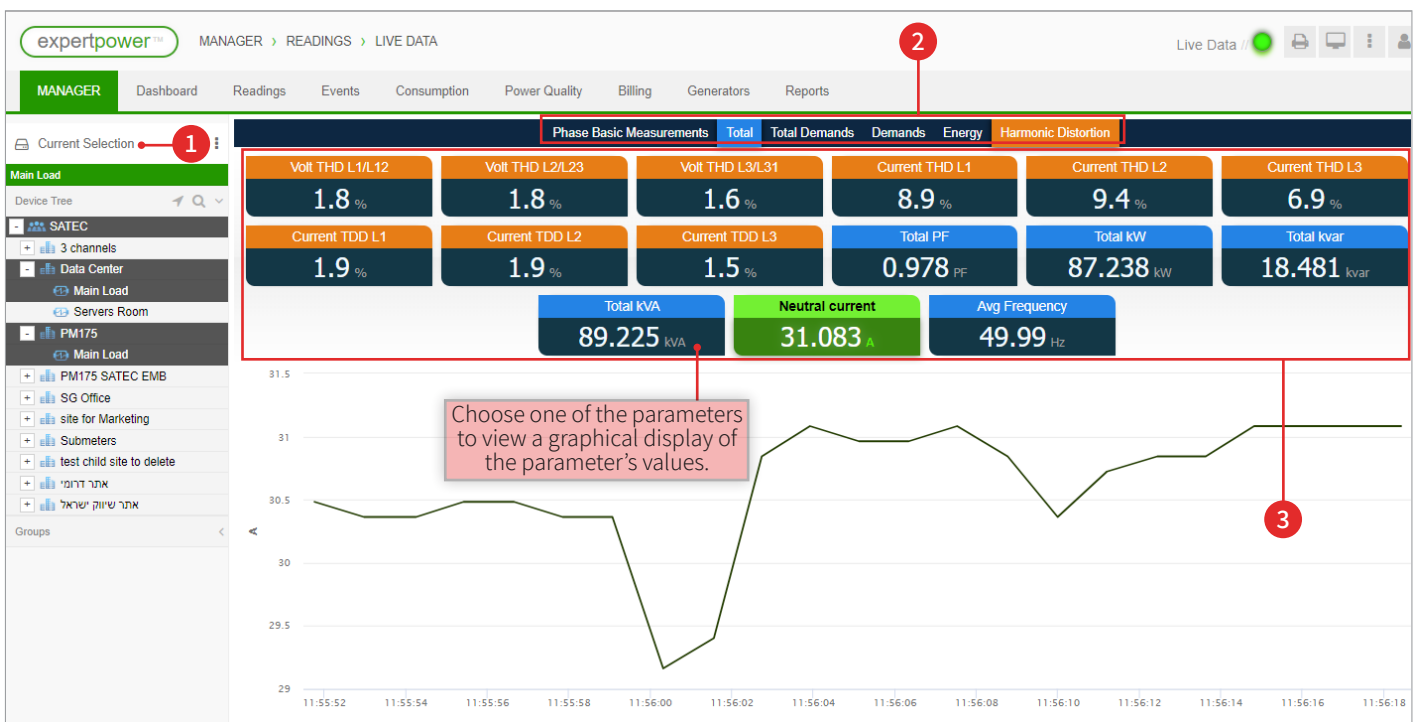 expertpower™
MANAGER › READINGS › LIVE DATA
2
Live Data //
MANAGER Dashboard Readings Events Consumption Power Quality Billing Generators Reports
Current Selection
1
Phase Basic Measurements Total Total Demands Demands Energy Harmonic Distortion
Main Load
Device Tree
SATEC
3 channels
Data Center
Main Load
Servers Room
PM175
Main Load
PM175 SATEC EMB
SG Office
site for Marketing
Submeters
test child site to delete
אתר דרומי
אתר שיווק ישראל
Groups
Volt THD L1/L12 Volt THD L2/L23 Volt THD L3/L31 Current THD L1 Current THD L2 Current THD L3
1.8 % 1.8 % 1.6 % 8.9 % 9.4 % 6.9 %
Current TDD L1 Current TDD L2 Current TDD L3 Total PF Total kW Total kvar
1.9 % 1.9 % 1.5 % 0.978 PF 87.238 kW 18.481 kvar
Total kVA Neutral current Avg Frequency
89.225 kVA 31.083 A 49.99 Hz
Choose one of the parameters
to view a graphical display of
the parameter’s values.
3
31.5
31
30.5
A
30
29.5
29
11:55:52 11:55:54 11:55:56 11:55:58 11:56:00 11:56:02 11:56:04 11:56:06 11:56:08 11:56:10 11:56:12 11:56:14 11:56:16 11:56:18